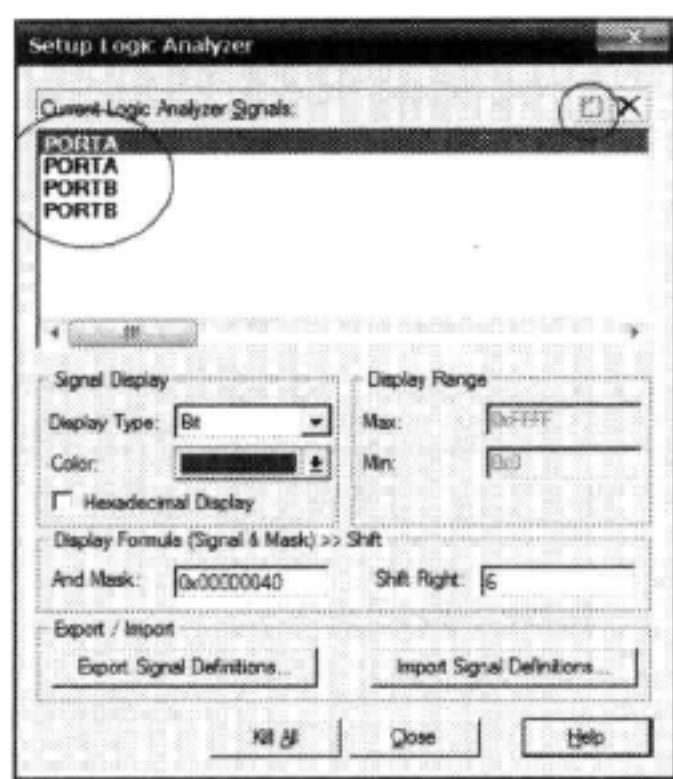 Setup Logic Analyzer
Current Logic Analyzer Signals:
PORTA
PORTA
PORTB
PORTB
Signal Display
Display Type: Bit
Color:
Hexadecimal Display
Display Range
Max: 0xFFFF
Min: 0x0
Display Formula (Signal & Mask) >> Shift
And Mask: 0x00000040
Shift Right: 6
Export / Import
Export Signal Definitions...
Import Signal Definitions...
Kill All
Close
Help